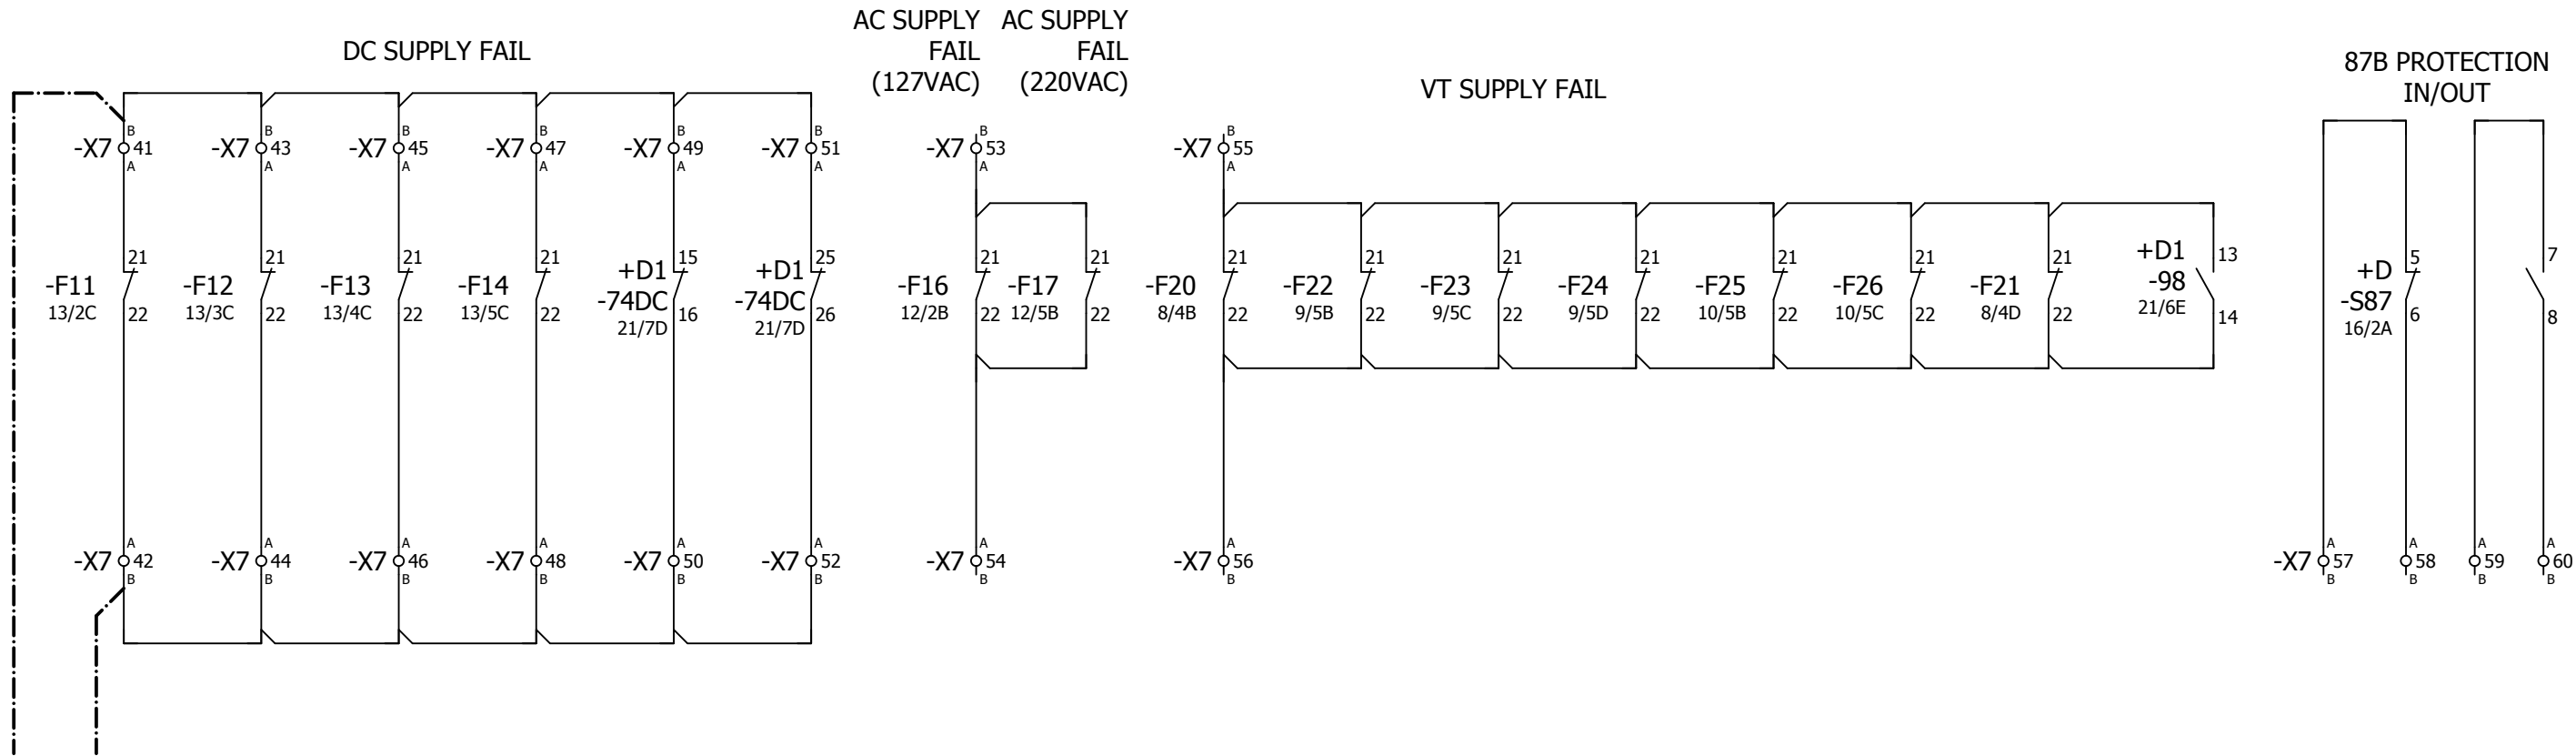 DC SUPPLY FAIL
AC SUPPLY
FAIL
(127VAC)
AC SUPPLY
FAIL
(220VAC)
VT SUPPLY FAIL
87B PROTECTION
IN/OUT
B
-X7 41
A
B
-X7 43
A
B
-X7 45
A
B
-X7 47
A
B
-X7 49
A
B
-X7 51
A
B
-X7 53
A
B
-X7 55
A
21
-F11
13/2C 22
21
-F12
13/3C 22
21
-F13
13/4C 22
21
-F14
13/5C 22
+D1 15
-74DC
21/7D 16
+D1 25
-74DC
21/7D 26
21
-F16
12/2B 22
21
-F17
12/5B 22
21
-F20
8/4B 22
21
-F22
9/5B 22
21
-F23
9/5C 22
21
-F24
9/5D 22
21
-F25
10/5B 22
21
-F26
10/5C 22
21
-F21
8/4D 22
+D1 13
-98
21/6E 14
+D 5
-S87 6
16/2A
7
8
A
-X7 42
B
A
-X7 44
B
A
-X7 46
B
A
-X7 48
B
A
-X7 50
B
A
-X7 52
B
A
-X7 54
B
A
-X7 56
B
A
-X7 57
B
A
58
B
A
59
B
A
60
B